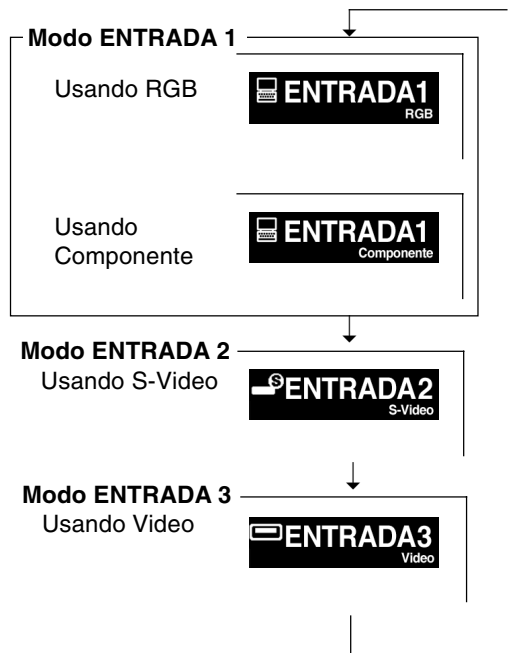 Modo ENTRADA 1
Usando RGB
ENTRADA1
RGB
Usando
Componente
ENTRADA1
Componente
Modo ENTRADA 2
Usando S-Video
S
ENTRADA2
S-Video
Modo ENTRADA 3
Usando Video
ENTRADA3
Video